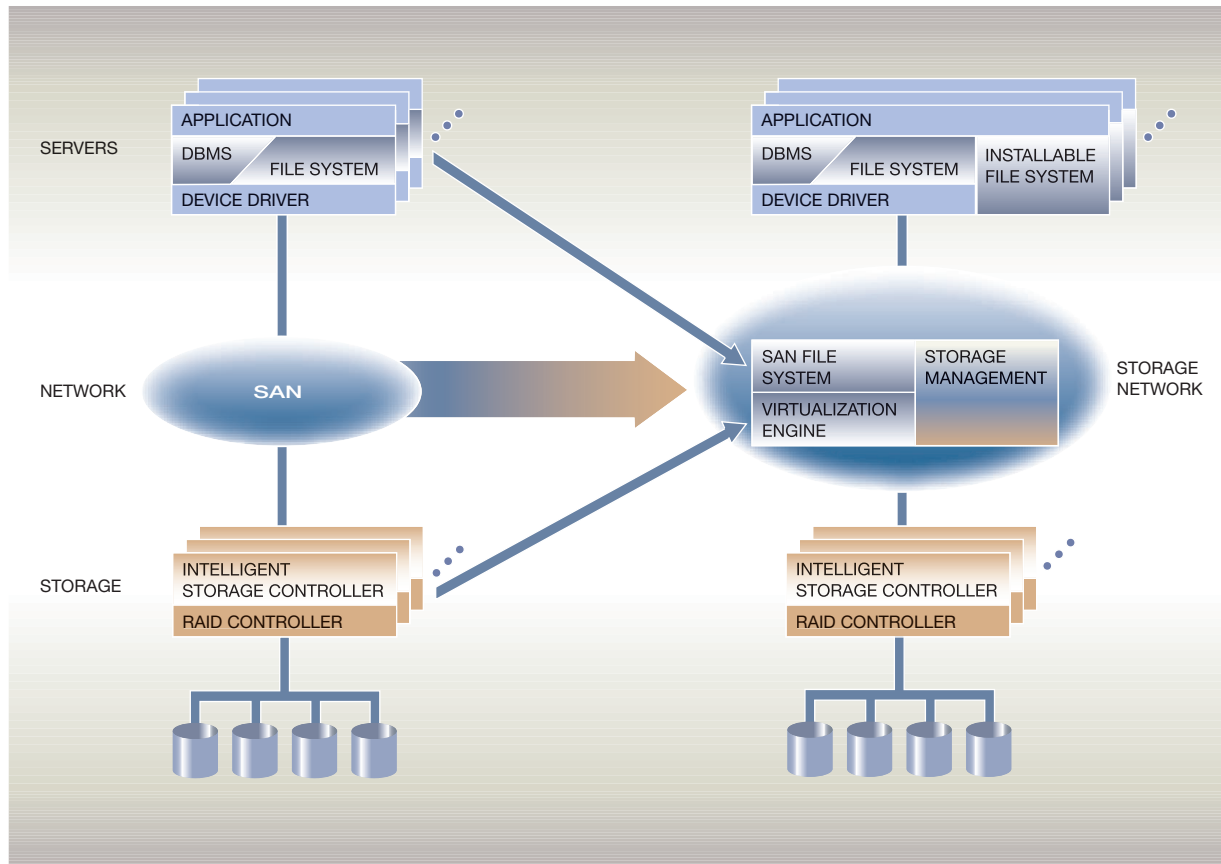 SERVERS
APPLICATION
DBMS
FILE SYSTEM
DEVICE DRIVER
APPLICATION
DBMS
FILE SYSTEM
INSTALLABLE
FILE SYSTEM
DEVICE DRIVER
NETWORK
SAN
SAN FILE
SYSTEM
STORAGE
MANAGEMENT
VIRTUALIZATION
ENGINE
STORAGE
NETWORK
STORAGE
INTELLIGENT
STORAGE CONTROLLER
RAID CONTROLLER
INTELLIGENT
STORAGE CONTROLLER
RAID CONTROLLER